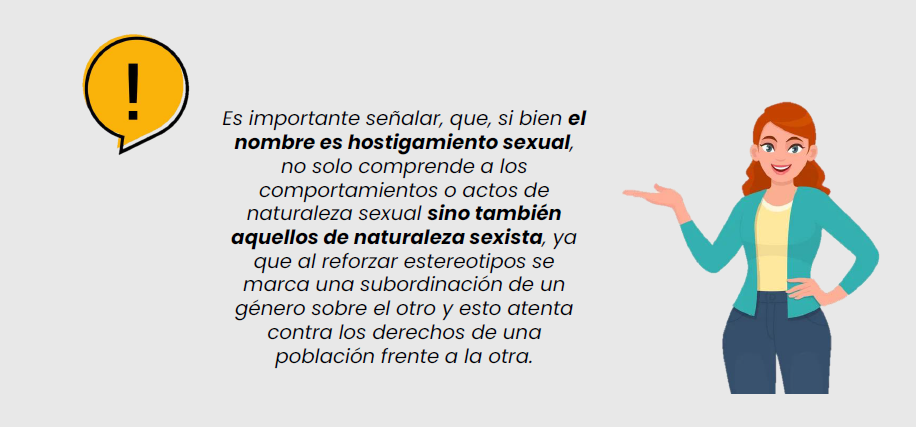 !
Es importante señalar, que, si bien el
nombre es hostigamiento sexual,
no solo comprende a los
comportamientos o actos de
naturaleza sexual sino también
aquellos de naturaleza sexista, ya
que al reforzar estereotipos se
marca una subordinación de un
género sobre el otro y esto atenta
contra los derechos de una
población frente a la otra.